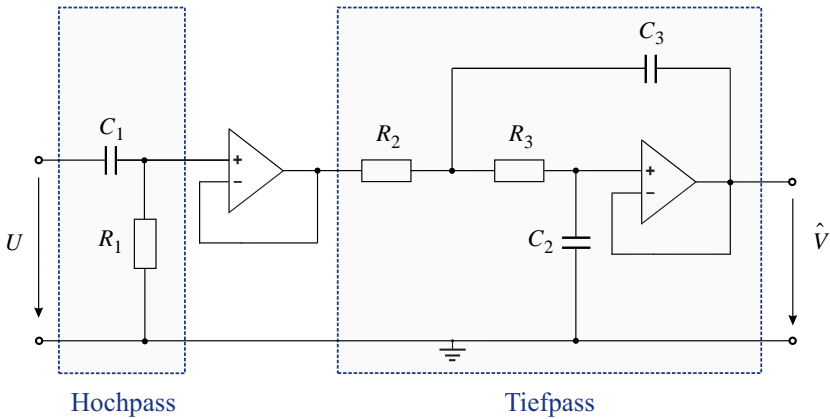 C3
C1
R2
R3
+
−
+
−
U
R1
C2
V̂
Hochpass
Tiefpass